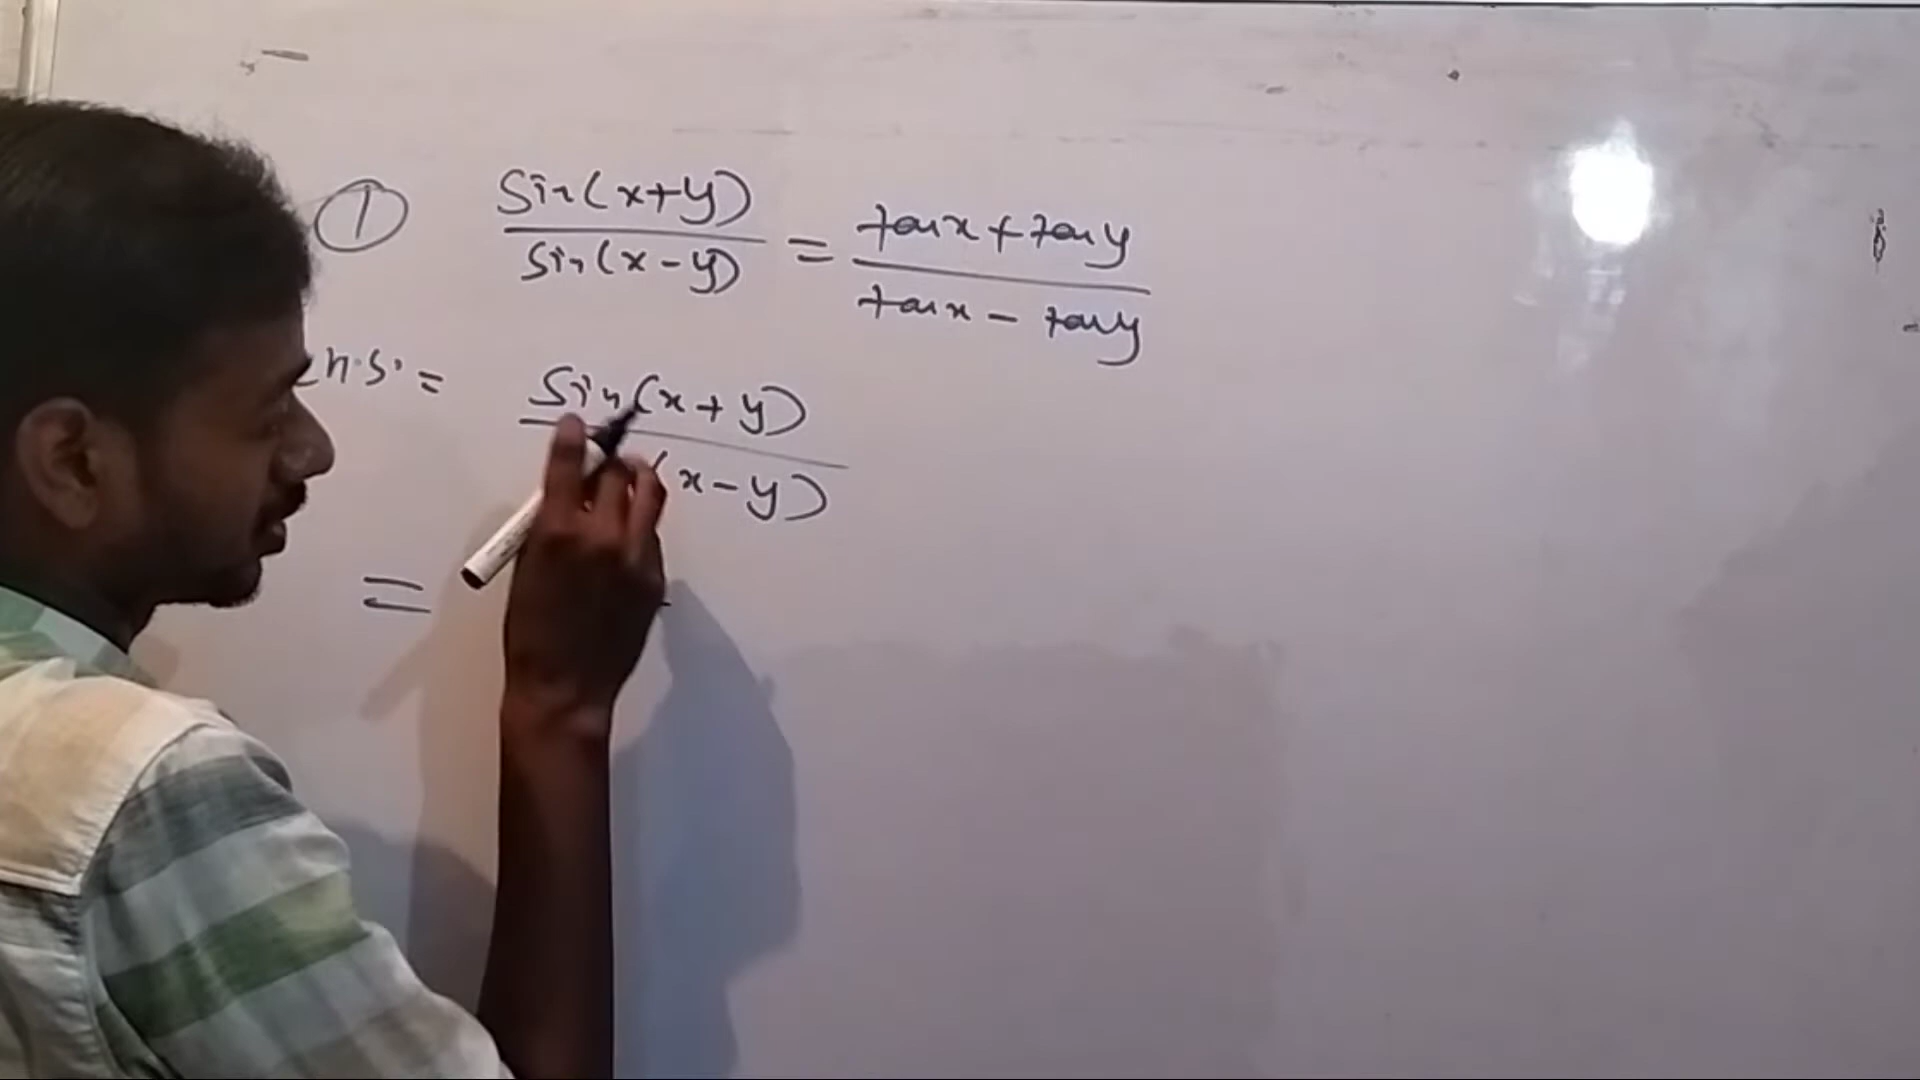 ① sin(x+y) / sin(x-y) = tanx + tany / tanx - tany
L.H.S. = sin(x+y) / (x-y)
=